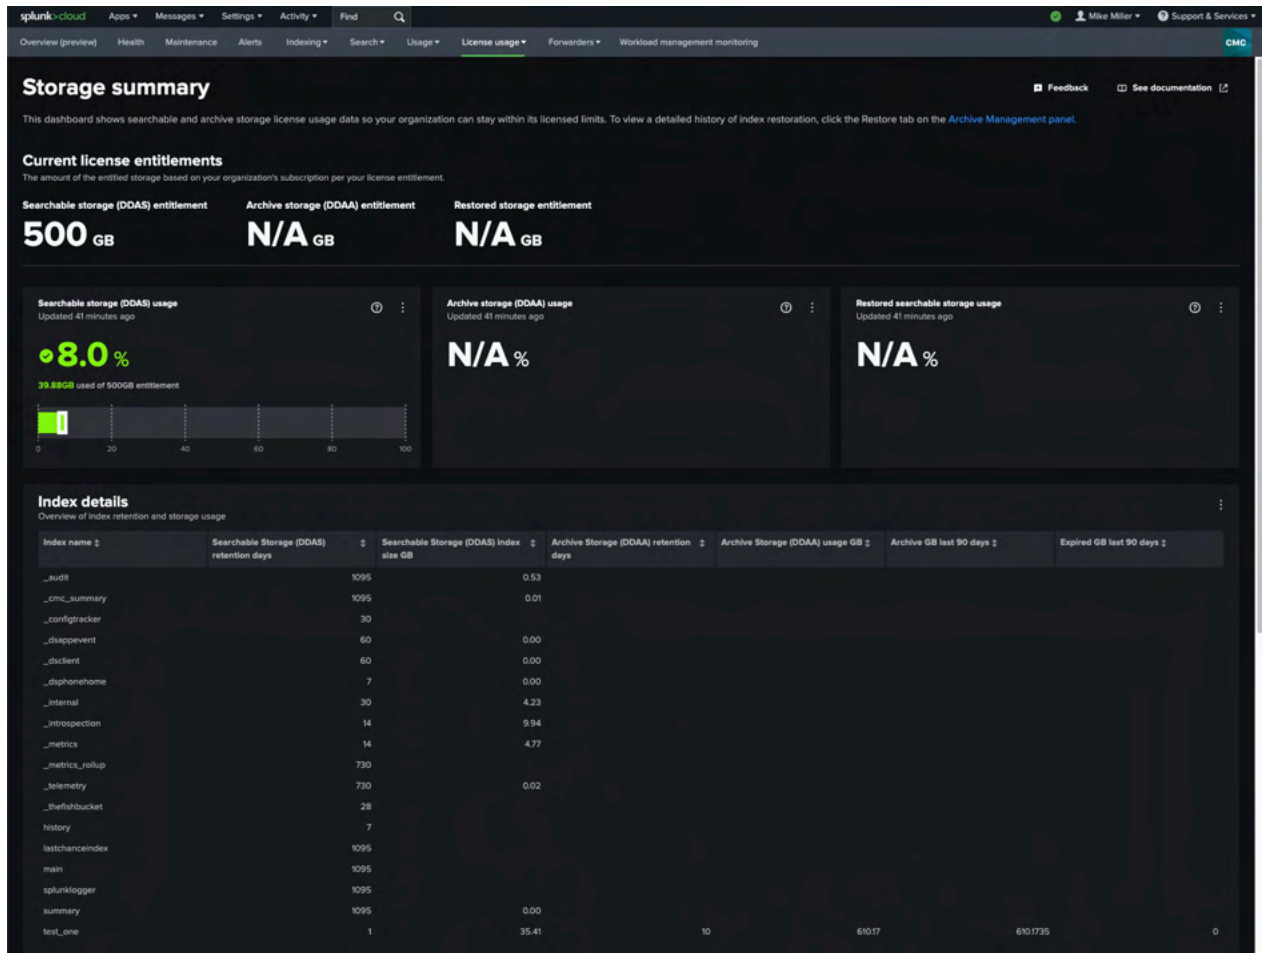 splunk>cloud Apps Messages Settings Activity Find Mike Miller Support & Services
Overview (preview) Health Maintenance Alerts Indexing Search Usage License usage Forwarders Workload management monitoring CMC
Storage summary
Feedback See documentation
This dashboard shows searchable and archive storage license usage data so your organization can stay within its licensed limits. To view a detailed history of index restoration, click the Restore tab on the Archive Management panel.
Current license entitlements
The amount of the entitled storage based on your organization's subscription per your license entitlement.
Searchable storage (DDAS) entitlement Archive storage (DDAA) entitlement Restored storage entitlement
500 GB N/A GB N/A GB
Searchable storage (DDAS) usage Archive storage (DDAA) usage Restored searchable storage usage
Updated 41 minutes ago Updated 41 minutes ago Updated 41 minutes ago
8.0 % N/A % N/A %
39.88GB used of 500GB entitlement
0 20 40 60 80 100
Index details
Overview of index retention and storage usage
Index name Searchable Storage (DDAS) retention days Searchable Storage (DDAS) index size GB Archive Storage (DDAA) retention days Archive Storage (DDAA) usage GB Archive GB last 90 days Expired GB last 90 days
_audit 1095 0.53
_cmc_summary 1095 0.01
_configtracker 30
_dsappevent 60 0.00
_dsclient 60 0.00
_dsphonehome 7 0.00
_internal 30 4.23
_introspection 14 9.94
_metrics 14 4.77
_metrics_rollup 730
_telemetry 730 0.02
_thefishbucket 28
history 7
lastchanceindex 1095
main 1095
splunklogger 1095
summary 1095 0.00
test_one 1 35.41 10 610.17 610.1735 0